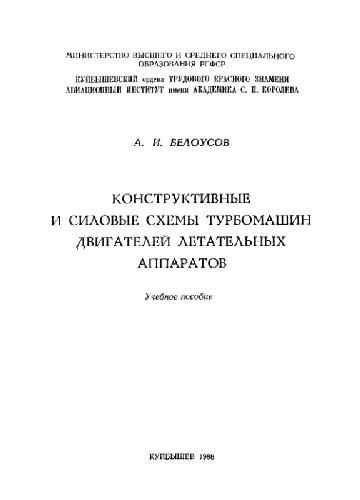 МИНИСТЕРСТВО ВЫСШЕГО И СРЕДНЕГО СПЕЦИАЛЬНОГО
ОБРАЗОВАНИЯ РСФСР
КУЙБЫШЕВСКИЙ ордена ТРУДОВОГО КРАСНОГО ЗНАМЕНИ
АВИАЦИОННЫЙ ИНСТИТУТ имени АКАДЕМИКА С. П. КОРОЛЕВА
А. И. БЕЛОУСОВ
КОНСТРУКТИВНЫЕ
И СИЛОВЫЕ СХЕМЫ ТУРБОМАШИН
ДВИГАТЕЛЕЙ ЛЕТАТЕЛЬНЫХ
АППАРАТОВ
Учебное пособие
КУЙБЫШЕВ 1988